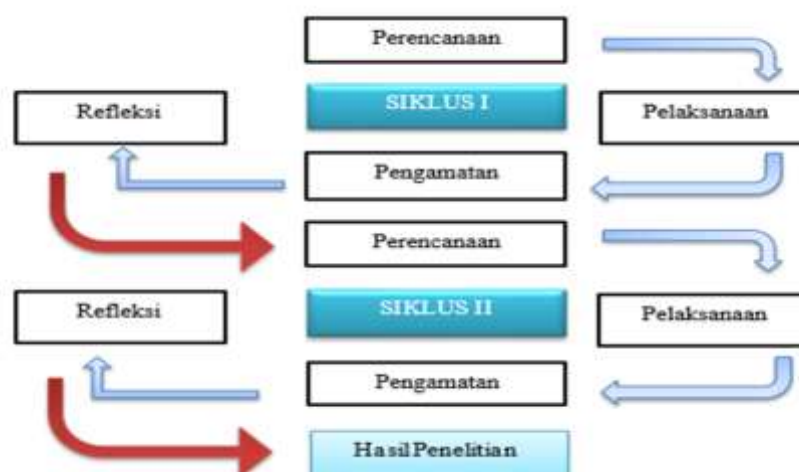 Perencanaan
SIKLUS I
Refleksi
Pelaksanaan
Pengamatan
Perencanaan
SIKLUS II
Refleksi
Pelaksanaan
Pengamatan
Hasil Penelitian